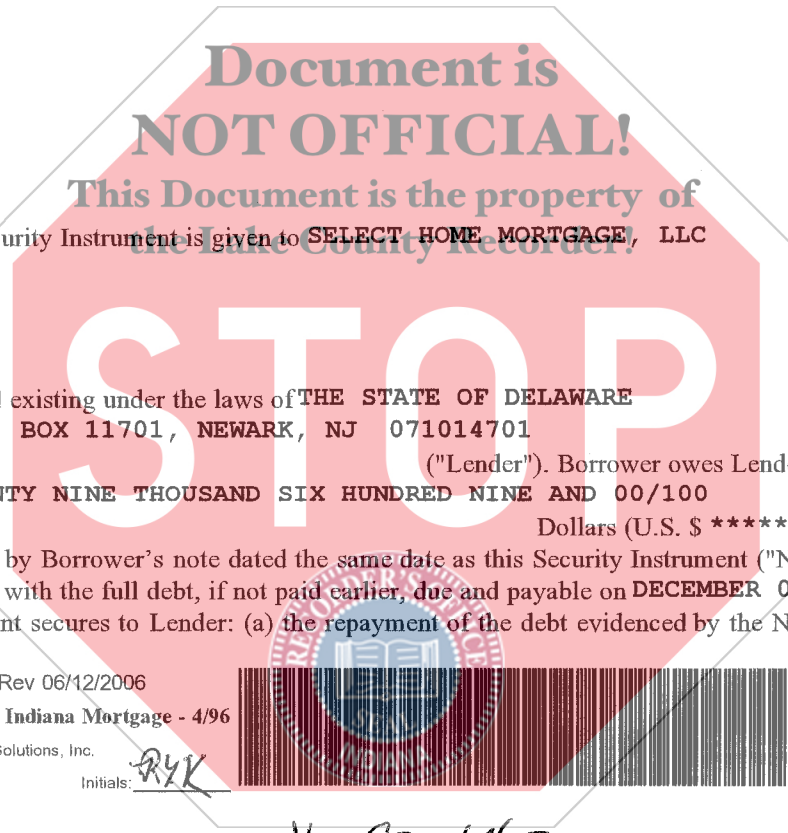 Document is
NOT OFFICIAL!
This Document is the property of
the Lake County Recorder!
urity Instrument is given to SELECT HOME MORTGAGE, LLC
STOP
existing under the laws of THE STATE OF DELAWARE
BOX 11701, NEWARK, NJ 071014701
("Lender"). Borrower owes Lend
NTY NINE THOUSAND SIX HUNDRED NINE AND 00/100
Dollars (U.S. $ *****
by Borrower's note dated the same date as this Security Instrument ("N
with the full debt, if not paid earlier, due and payable on DECEMBER 0
nt secures to Lender: (a) the repayment of the debt evidenced by the N
RECORDER'S OFFICE
SEAL
INDIANA
Rev 06/12/2006
Indiana Mortgage - 4/96
Solutions, Inc.
Initials: RYK